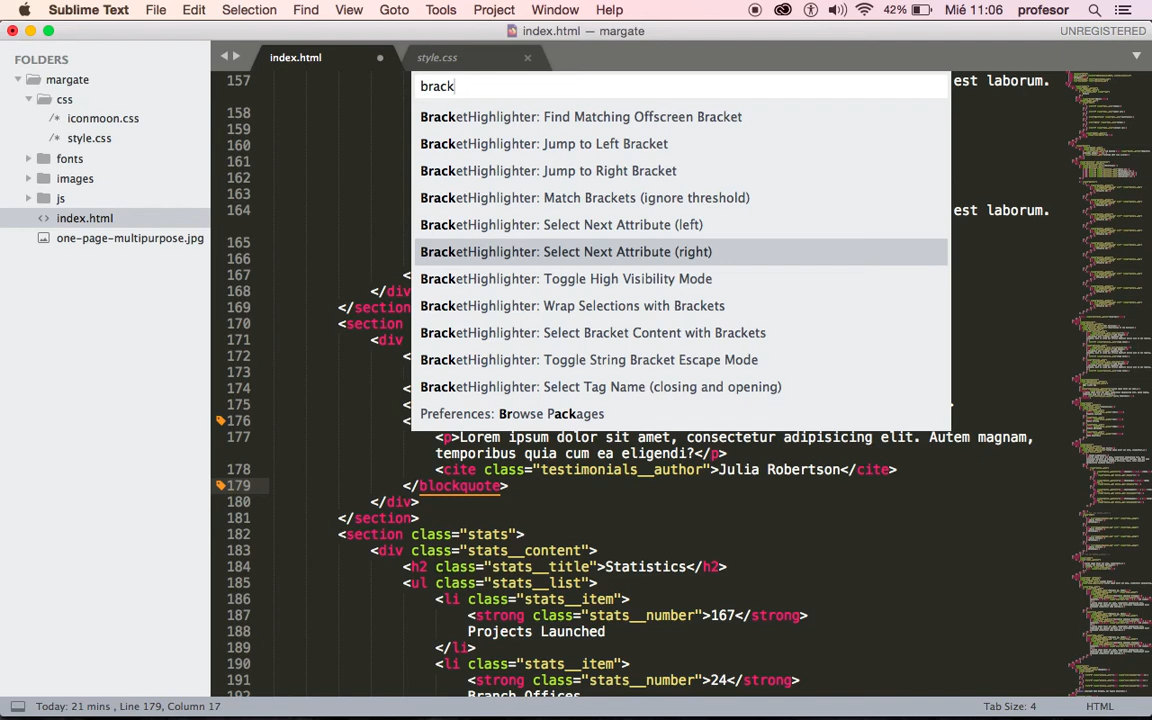 Sublime Text File Edit Selection Find View Goto Tools Project Window Help 42% Mié 11:06 profesor
index.html — margate UNREGISTERED
FOLDERS
margate
css
iconmoon.css
style.css
fonts
images
js
index.html
one-page-multipurpose.jpg
index.html style.css
brack
BracketHighlighter: Find Matching Offscreen Bracket
BracketHighlighter: Jump to Left Bracket
BracketHighlighter: Jump to Right Bracket
BracketHighlighter: Match Brackets (ignore threshold)
BracketHighlighter: Select Next Attribute (left)
BracketHighlighter: Select Next Attribute (right)
BracketHighlighter: Toggle High Visibility Mode
BracketHighlighter: Wrap Selections with Brackets
BracketHighlighter: Select Bracket Content with Brackets
BracketHighlighter: Toggle String Bracket Escape Mode
BracketHighlighter: Select Tag Name (closing and opening)
Preferences: Browse Packages
157 est laborum.
158
159
160
161
162
163
164 est laborum.
165
166
167 <
168 </div
169 </section
170 <section
171 <div
172
173
174
175
176
177 <p>Lorem ipsum dolor sit amet, consectetur adipisicing elit. Autem magnam,
temporibus quia cum ea eligendi?</p>
178 <cite class="testimonials__author">Julia Robertson</cite>
179 </blockquote>
180 </div>
181 </section>
182 <section class="stats">
183 <div class="stats__content">
184 <h2 class="stats__title">Statistics</h2>
185 <ul class="stats__list">
186 <li class="stats__item">
187 <strong class="stats__number">167</strong>
188 Projects Launched
189 </li>
190 <li class="stats__item">
191 <strong class="stats__number">24</strong>
192 Branch Offices
Today: 21 mins , Line 179, Column 17 Tab Size: 4 HTML